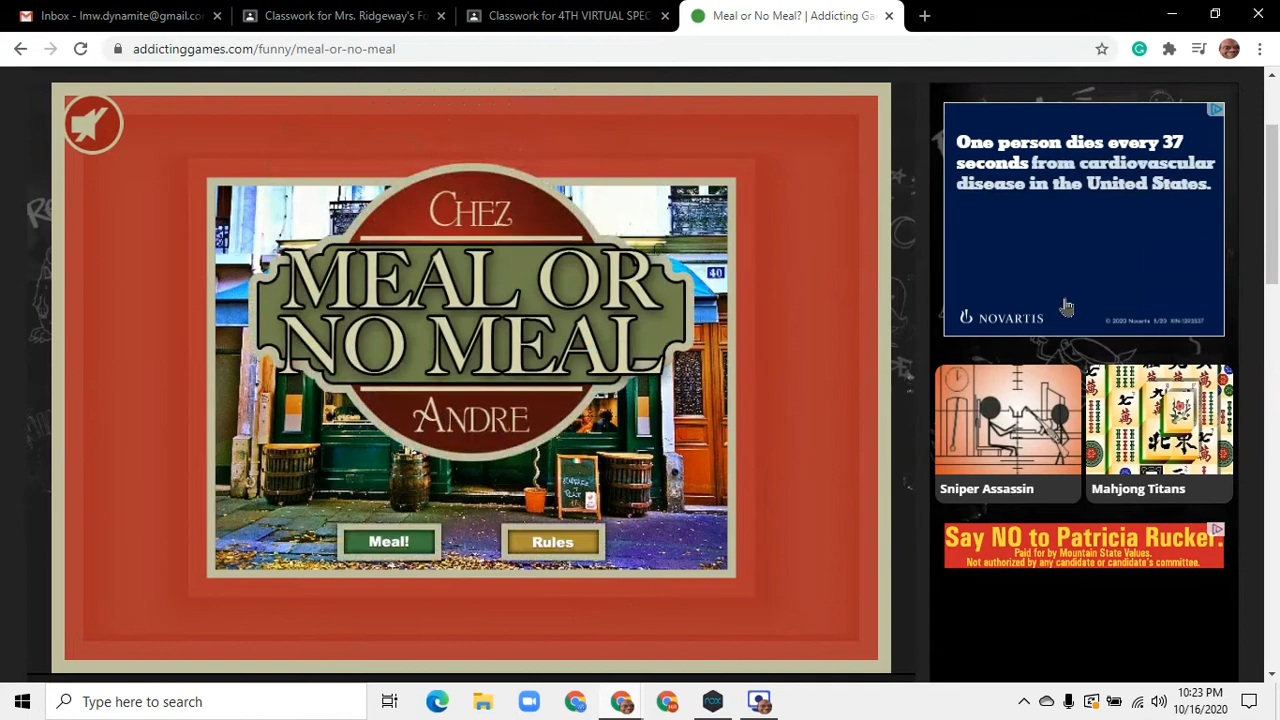 Inbox - lmw.dynamite@gmail.co
Classwork for Mrs. Ridgeway's Fo
Classwork for 4TH VIRTUAL SPEC
Meal or No Meal? | Addicting Ga
addictinggames.com/funny/meal-or-no-meal
CHEZ
MEAL OR
NO MEAL
ANDRE
40
Meal!
Rules
One person dies every 37
seconds from cardiovascular
disease in the United States.
NOVARTIS
Sniper Assassin
Mahjong Titans
Say NO to Patricia Rucker.
Paid for by Mountain State Values.
Not authorized by any candidate or candidate's committee.
Type here to search
10:23 PM
10/16/2020